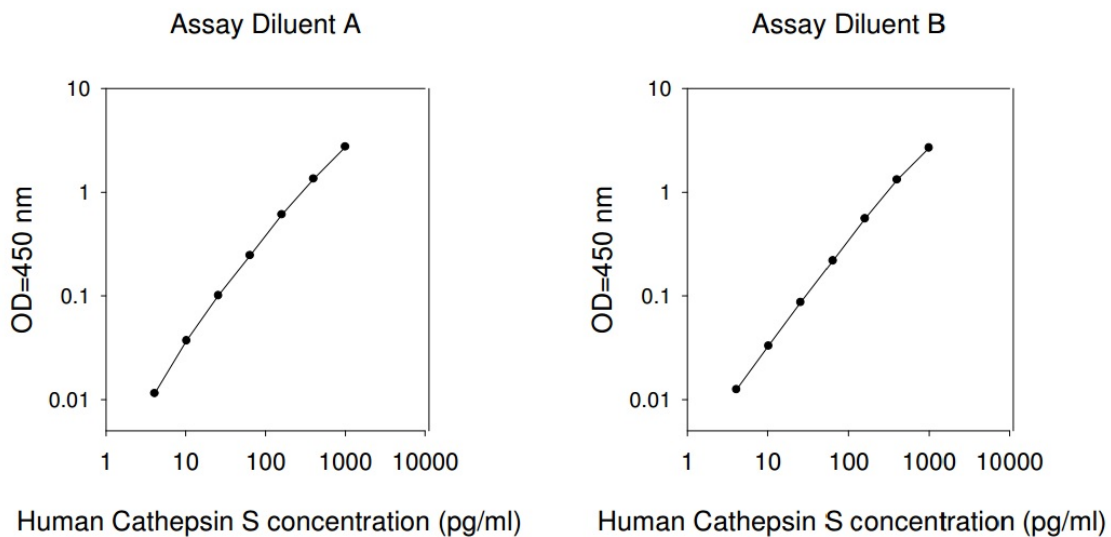 Assay Diluent A
10
1
0.1
0.01
OD=450 nm
1 10 100 1000 10000
Human Cathepsin S concentration (pg/ml)
Assay Diluent B
10
1
0.1
0.01
OD=450 nm
1 10 100 1000 10000
Human Cathepsin S concentration (pg/ml)